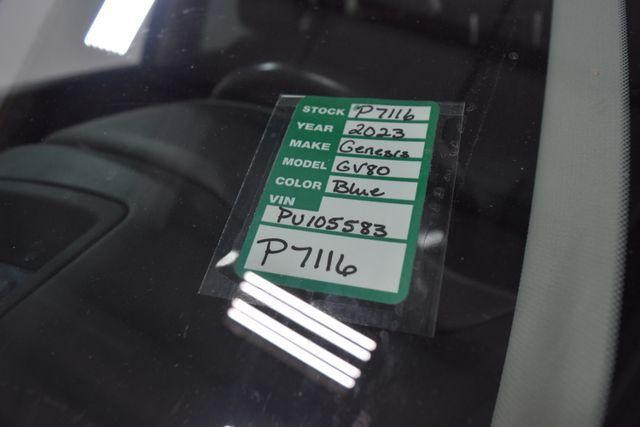 STOCK P7116
YEAR 2023
MAKE Genesis
MODEL GV80
COLOR Blue
VIN
PU105583
P7116